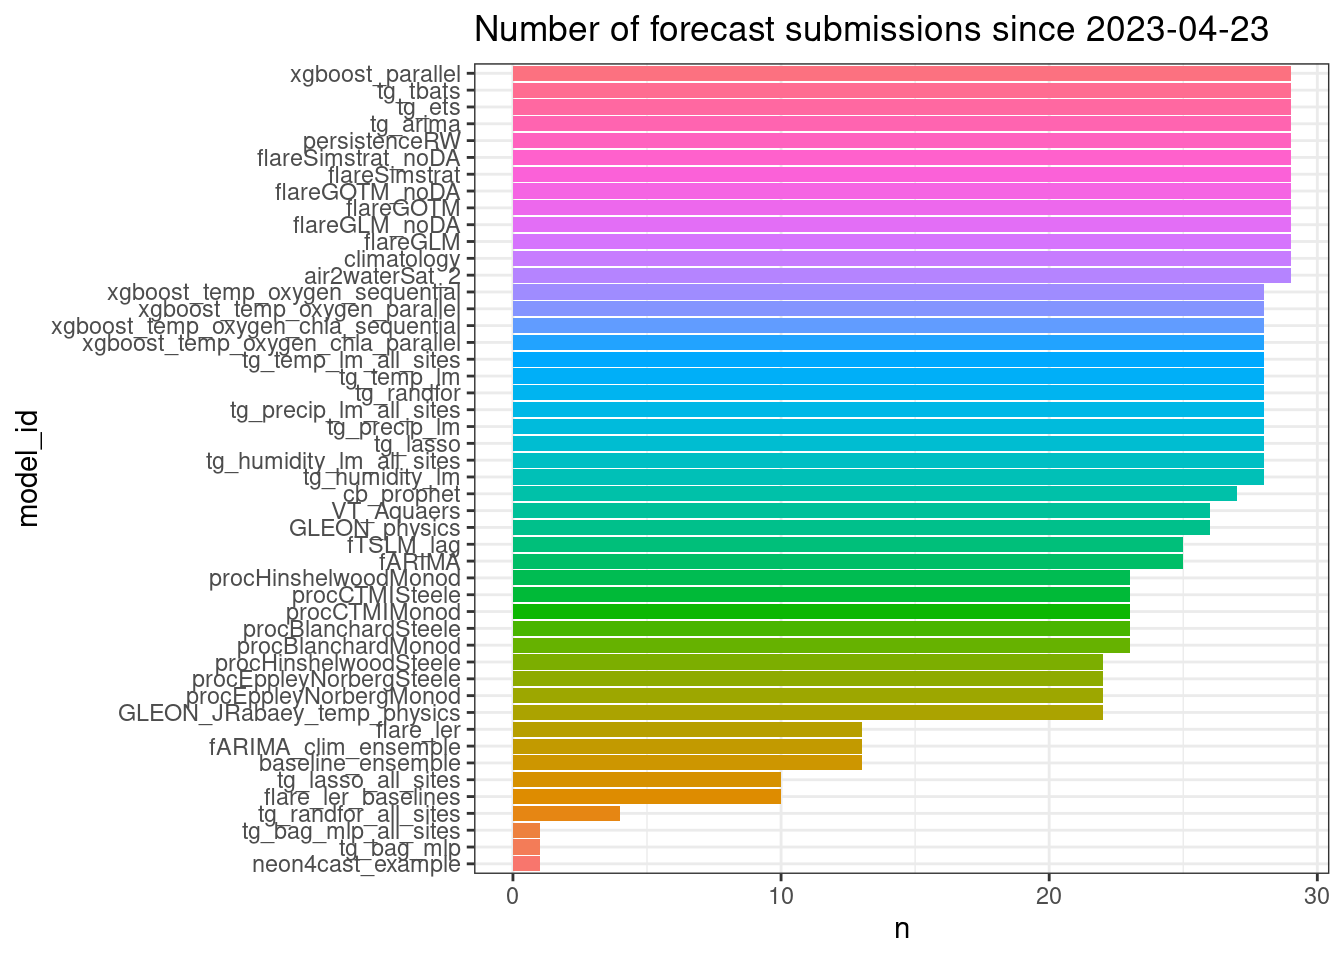 Number of forecast submissions since 2023-04-23
xgboost_parallel
tg_tbats
tg_ets
tg_arima
persistenceRW
flareSimstrat_noDA
flareSimstrat
flareGOTM_noDA
flareGOTM
flareGLM_noDA
flareGLM
climatology
air2waterSat_2
xgboost_temp_oxygen_sequential
xgboost_temp_oxygen_parallel
xgboost_temp_oxygen_chla_sequential
xgboost_temp_oxygen_chla_parallel
tg_temp_lm_all_sites
tg_temp_lm
tg_randfor
tg_precip_lm_all_sites
tg_precip_lm
tg_lasso
tg_humidity_lm_all_sites
tg_humidity_lm
cb_prophet
VT_Aquaers
GLEON_physics
fTSLM_lag
fARIMA
procHinshelwoodMonod
procCTMISteele
procCTMIMonod
procBlanchardSteele
procBlanchardMonod
procHinshelwoodSteele
procEppleyNorbergSteele
procEppleyNorbergMonod
GLEON_JRabaey_temp_physics
flare_ler
fARIMA_clim_ensemble
baseline_ensemble
tg_lasso_all_sites
flare_ler_baselines
tg_randfor_all_sites
tg_bag_mlp_all_sites
tg_bag_mlp
neon4cast_example
model_id
0 10 20 30
n